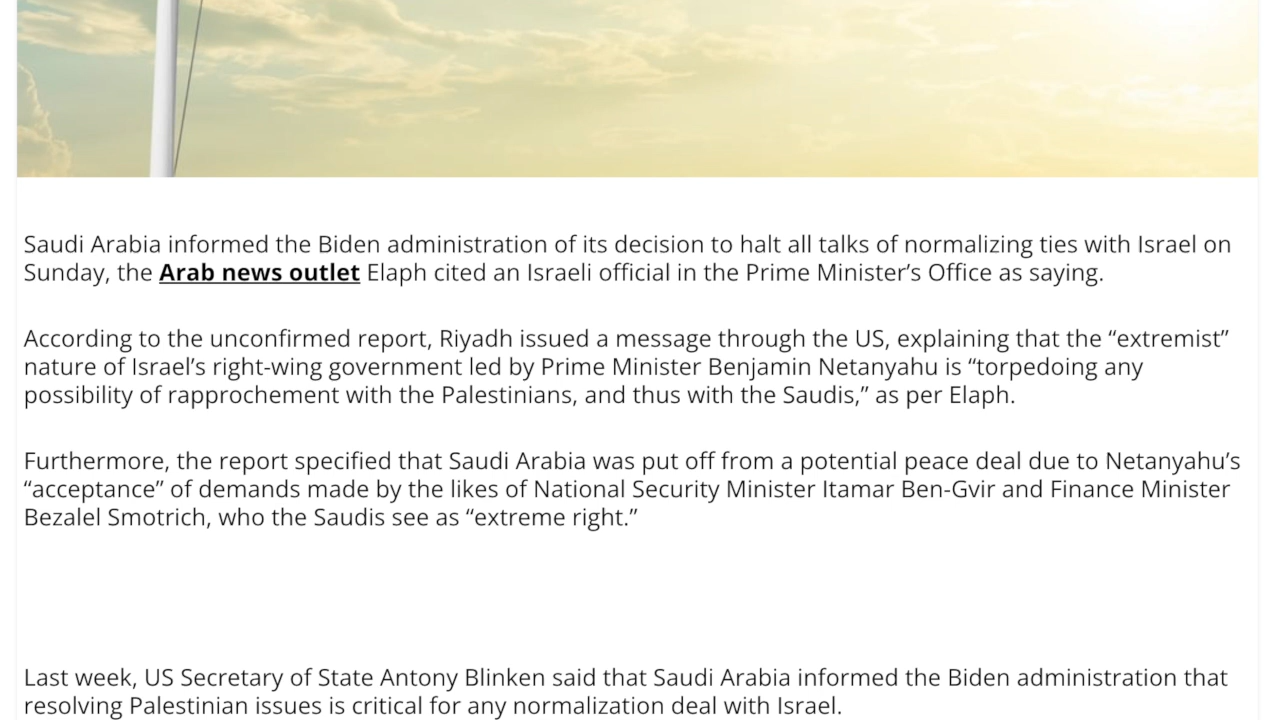 Saudi Arabia informed the Biden administration of its decision to halt all talks of normalizing ties with Israel on
Sunday, the Arab news outlet Elaph cited an Israeli official in the Prime Minister’s Office as saying.
According to the unconfirmed report, Riyadh issued a message through the US, explaining that the “extremist”
nature of Israel’s right-wing government led by Prime Minister Benjamin Netanyahu is “torpedoing any
possibility of rapprochement with the Palestinians, and thus with the Saudis,” as per Elaph.
Furthermore, the report specified that Saudi Arabia was put off from a potential peace deal due to Netanyahu’s
“acceptance” of demands made by the likes of National Security Minister Itamar Ben-Gvir and Finance Minister
Bezalel Smotrich, who the Saudis see as “extreme right.”
Last week, US Secretary of State Antony Blinken said that Saudi Arabia informed the Biden administration that
resolving Palestinian issues is critical for any normalization deal with Israel.